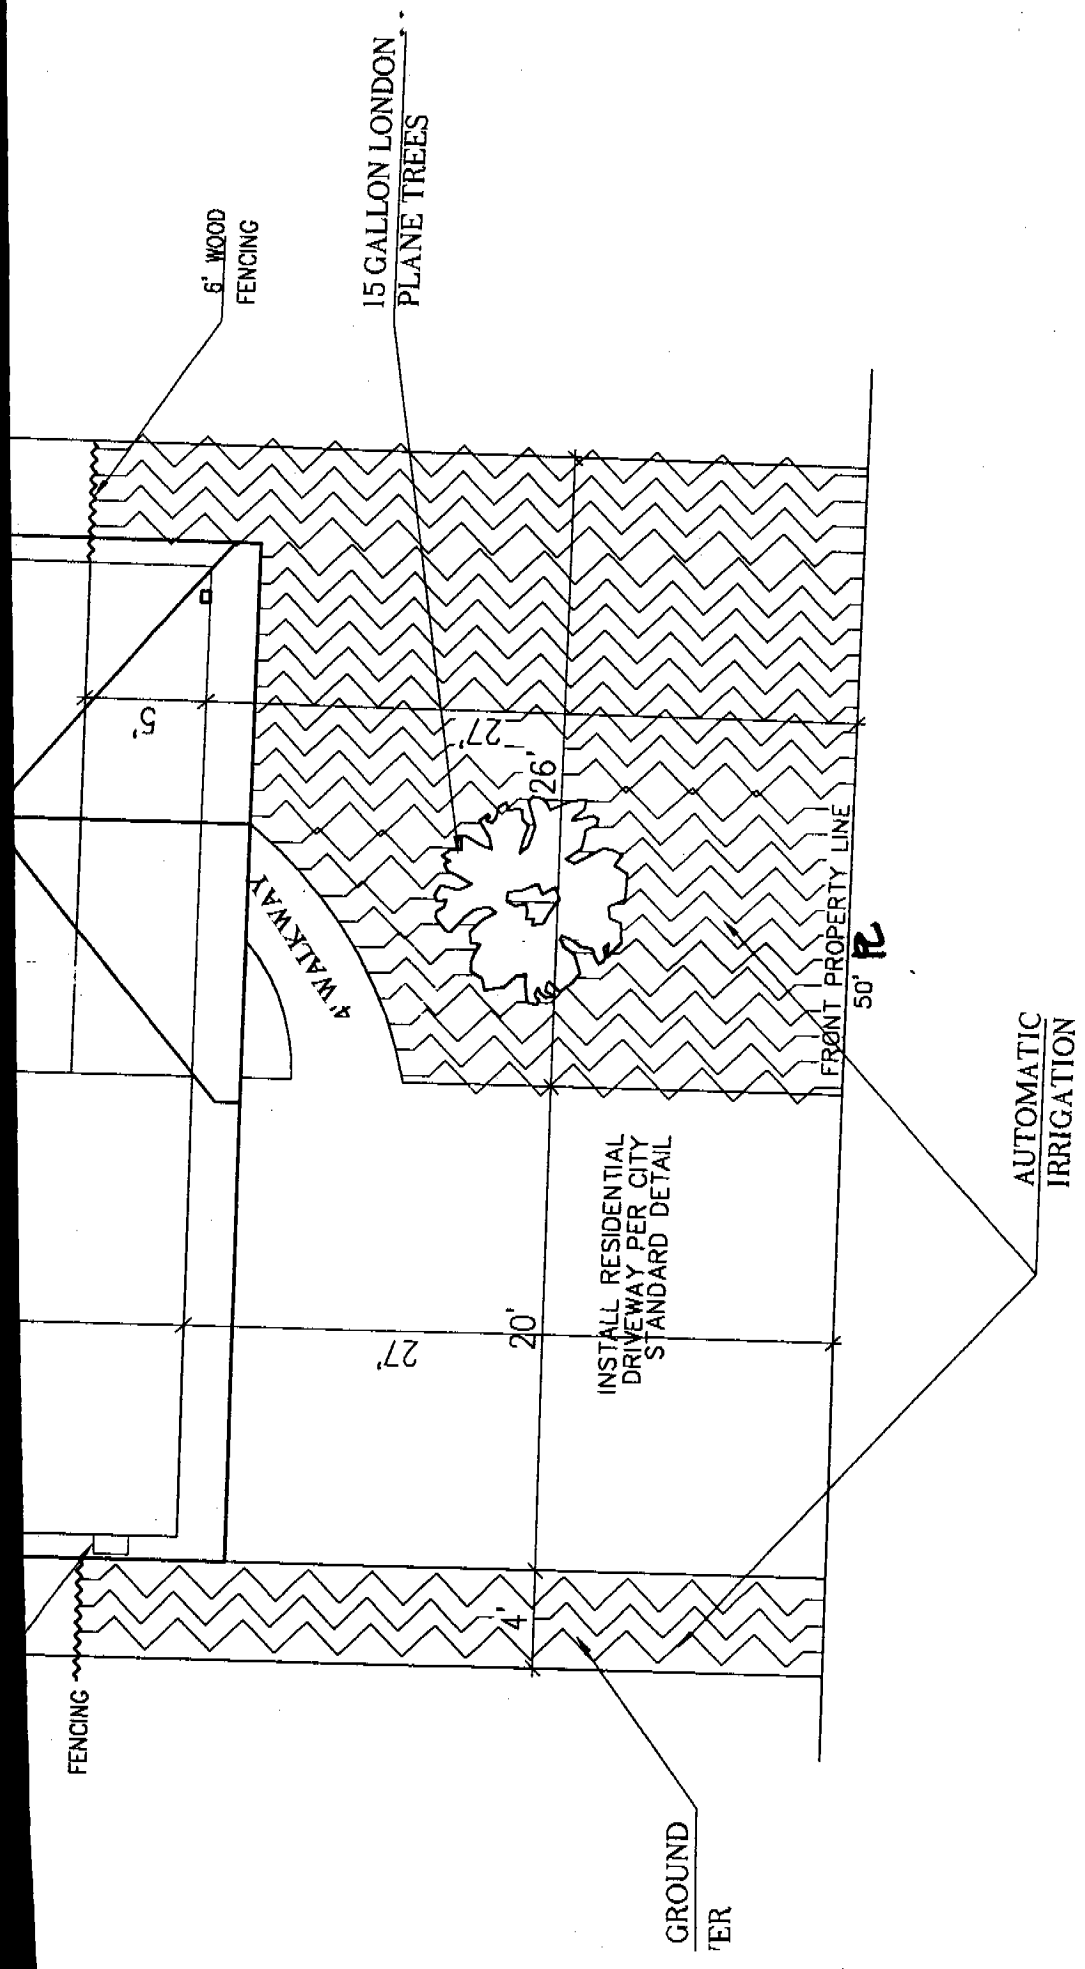 6' WOOD
FENCING
15 GALLON LONDON
PLANE TREES
5'
27'
26'
4' WALKWAY
FRONT PROPERTY LINE
50' PL
INSTALL RESIDENTIAL
DRIVEWAY PER CITY
STANDARD DETAIL
20'
27'
AUTOMATIC
IRRIGATION
4'
FENCING
GROUND